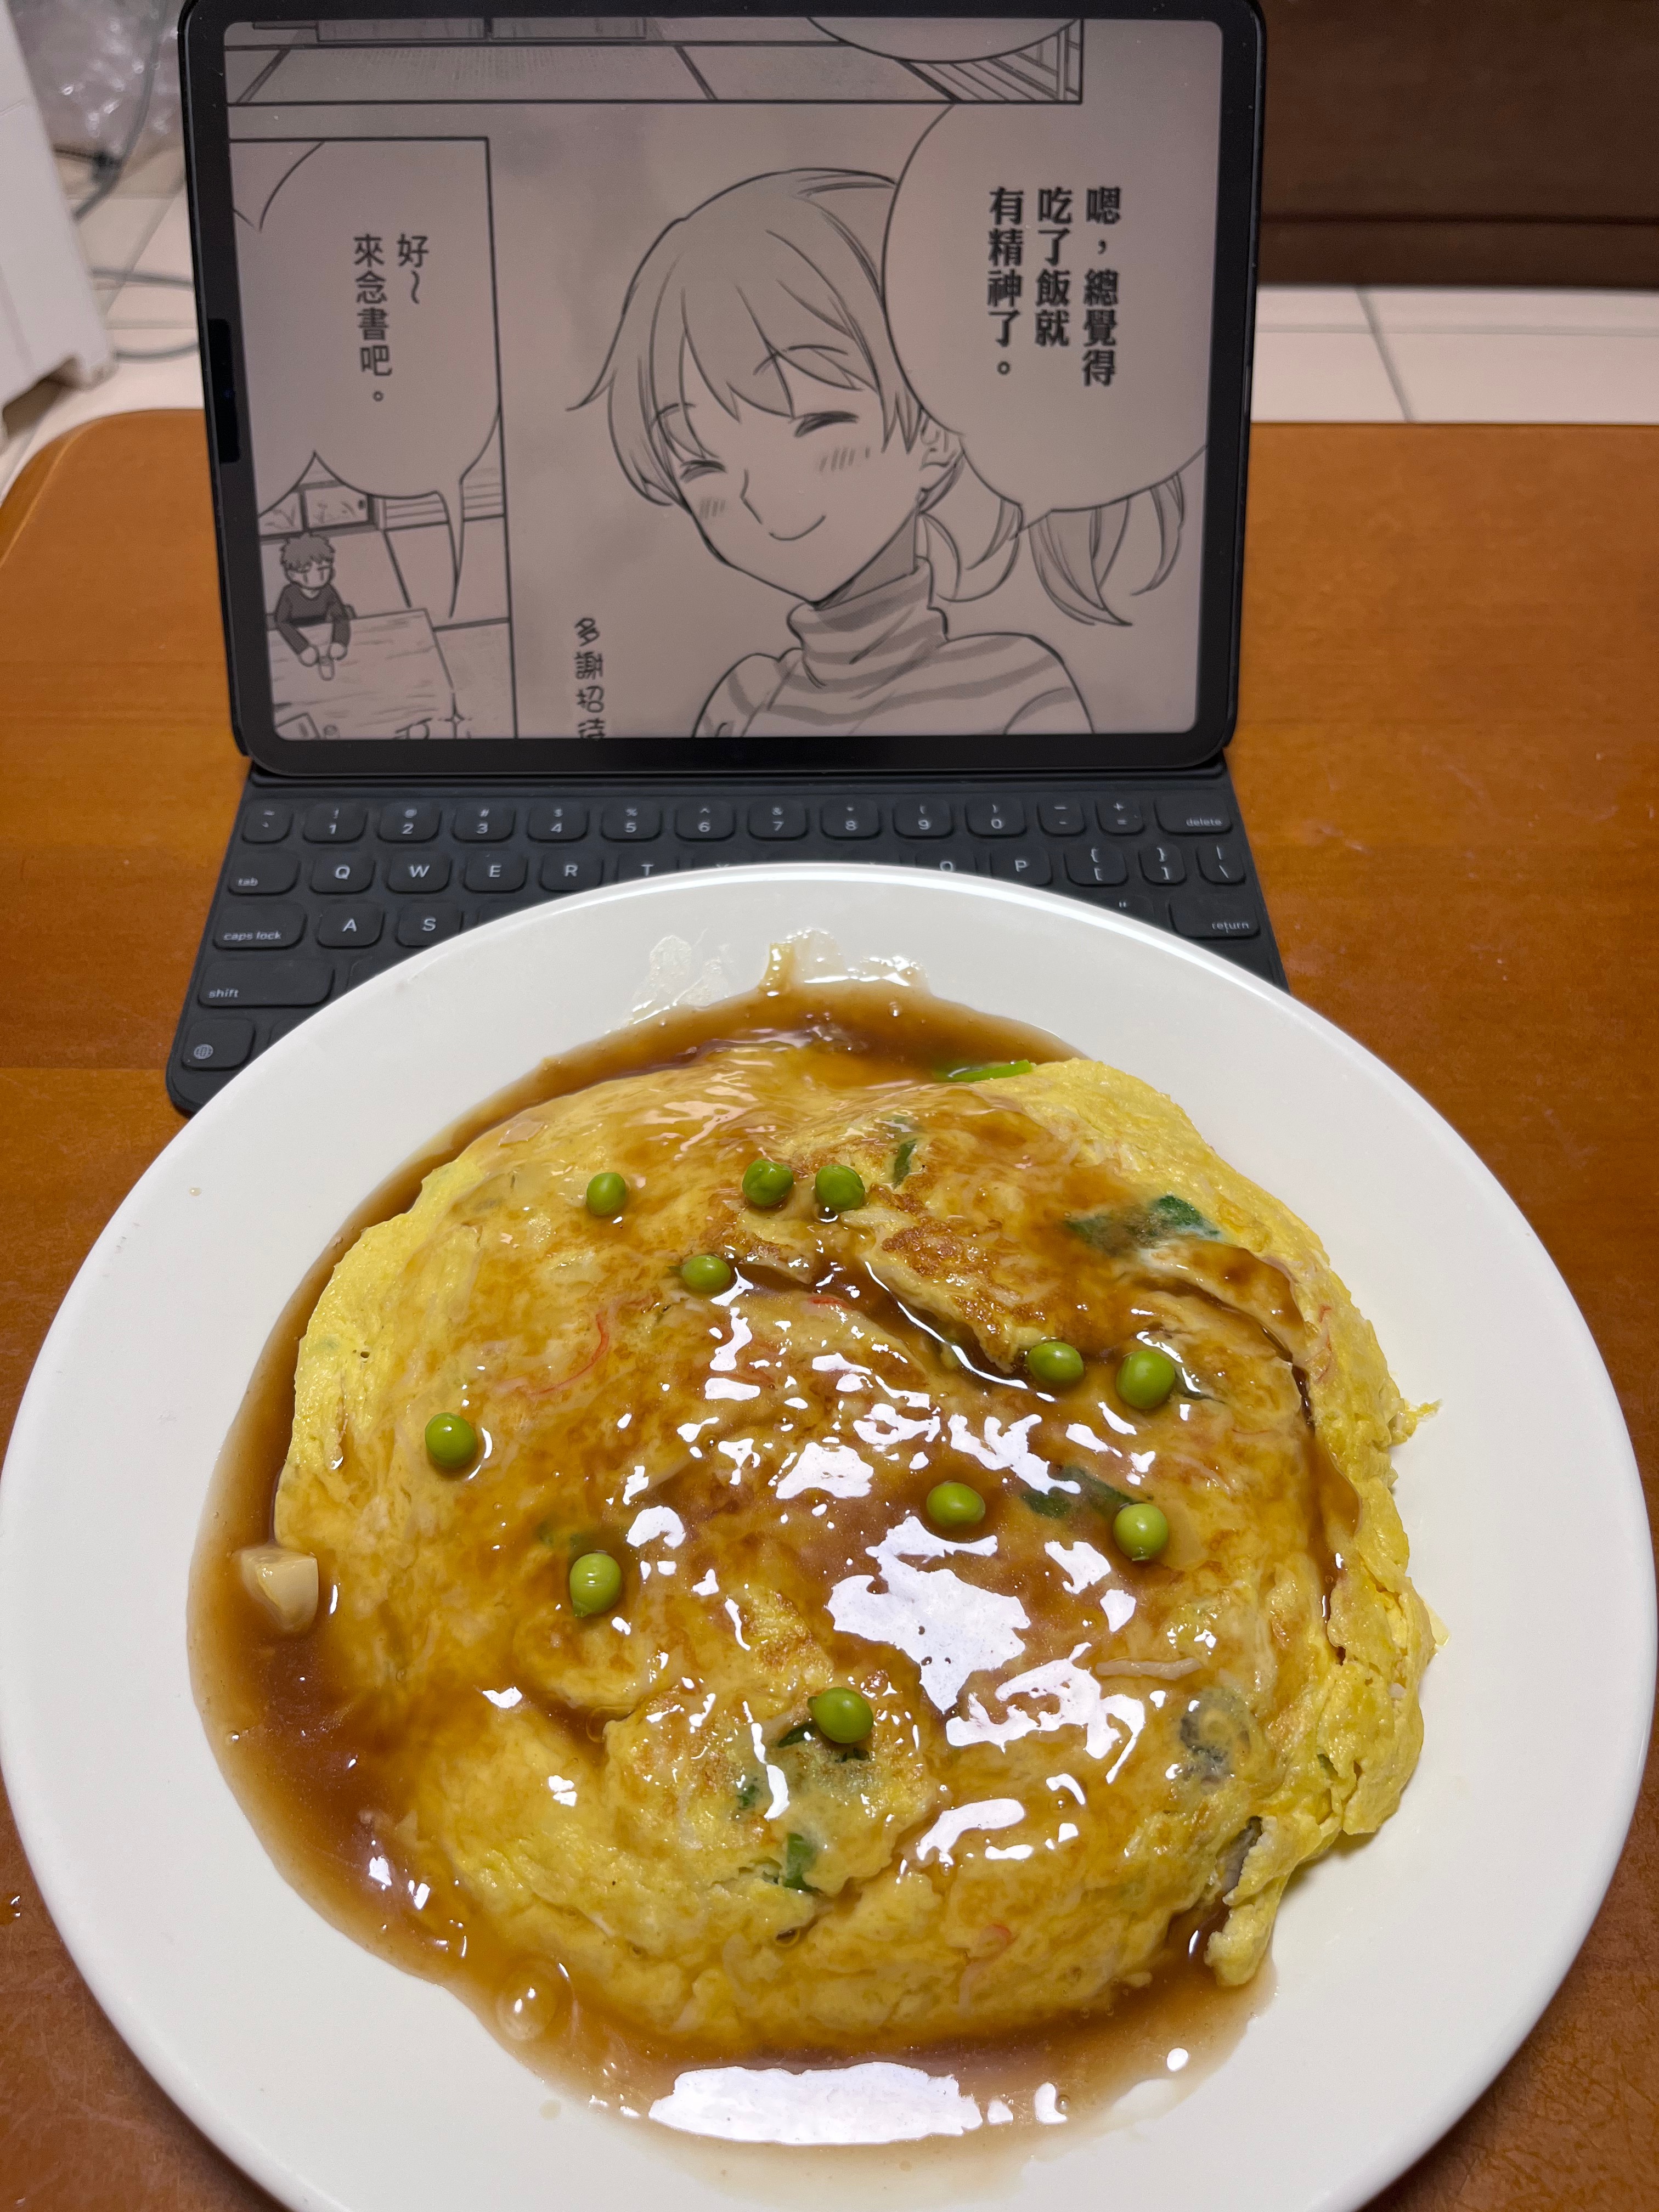 嗯，總覺得
吃了飯就
有精神了。
多謝招待
好～
來念書吧。
~ ! @ # $ % ^ & * ( ) _ +
` 1 2 3 4 5 6 7 8 9 0 - = delete
tab Q W E R T Y O P { [ } ] | \
caps lock A S " return
shift